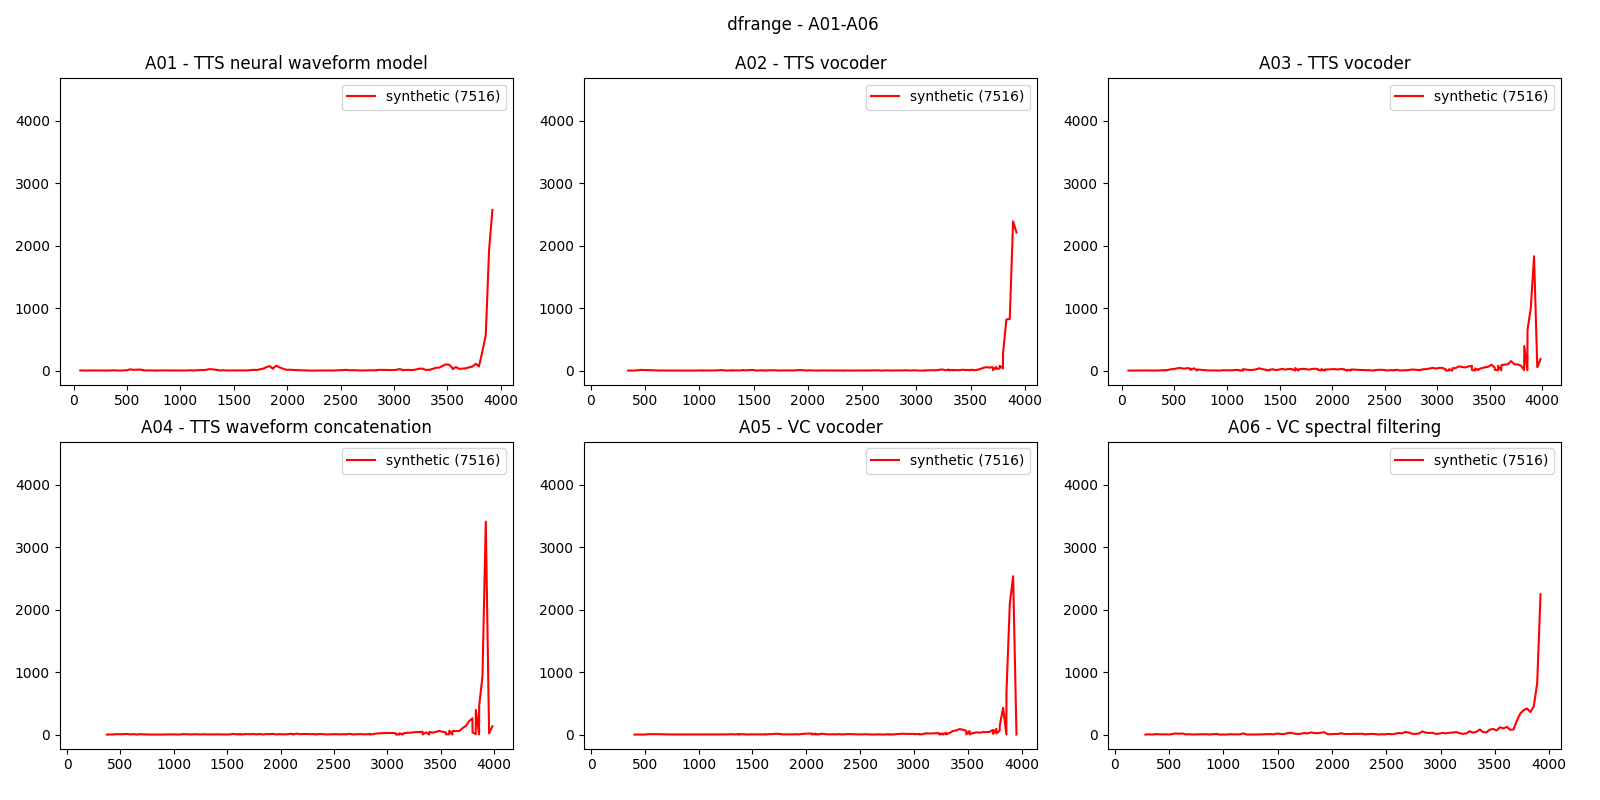 dfrange - A01-A06
A01 - TTS neural waveform model
synthetic (7516)
4000
3000
2000
1000
0
0 500 1000 1500 2000 2500 3000 3500 4000
A02 - TTS vocoder
synthetic (7516)
4000
3000
2000
1000
0
0 500 1000 1500 2000 2500 3000 3500 4000
A03 - TTS vocoder
synthetic (7516)
4000
3000
2000
1000
0
0 500 1000 1500 2000 2500 3000 3500 4000
A04 - TTS waveform concatenation
synthetic (7516)
4000
3000
2000
1000
0
0 500 1000 1500 2000 2500 3000 3500 4000
A05 - VC vocoder
synthetic (7516)
4000
3000
2000
1000
0
0 500 1000 1500 2000 2500 3000 3500 4000
A06 - VC spectral filtering
synthetic (7516)
4000
3000
2000
1000
0
0 500 1000 1500 2000 2500 3000 3500 4000